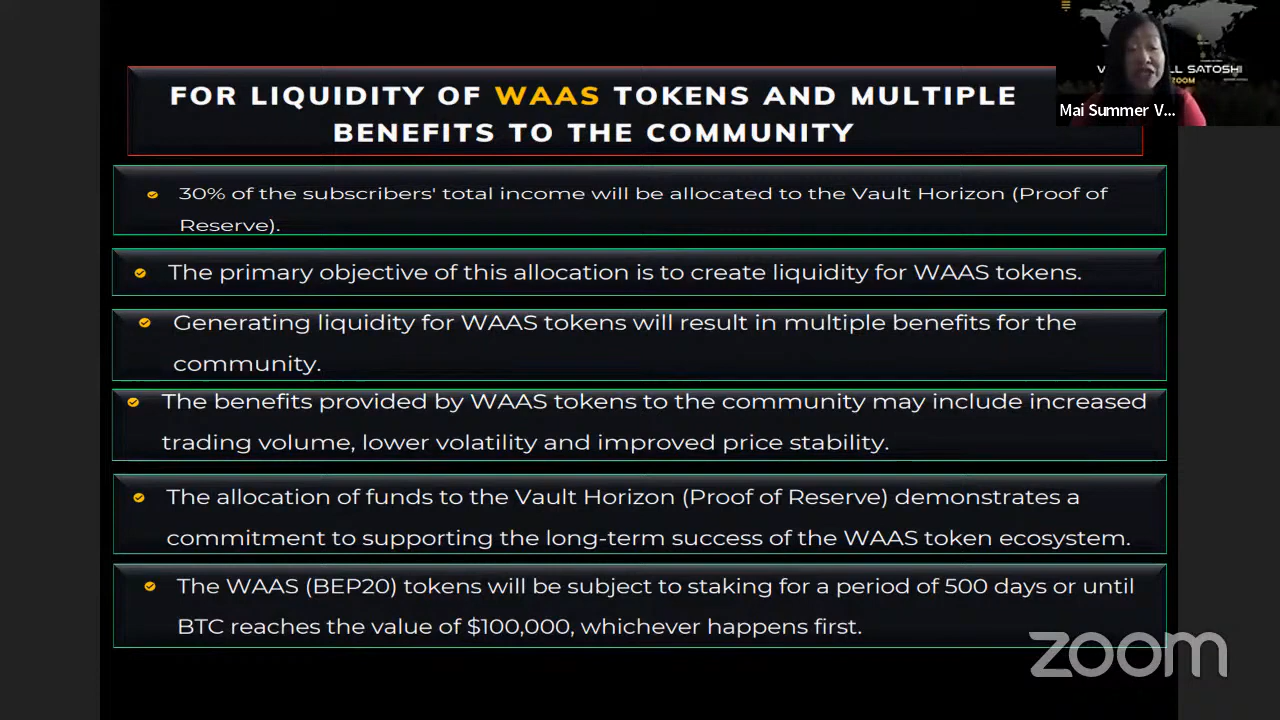 FOR LIQUIDITY OF WAAS TOKENS AND MULTIPLE
BENEFITS TO THE COMMUNITY
LL SATOSHI
ZOOM
Mai Summer V...
30% of the subscribers' total income will be allocated to the Vault Horizon (Proof of
Reserve).
The primary objective of this allocation is to create liquidity for WAAS tokens.
Generating liquidity for WAAS tokens will result in multiple benefits for the
community.
The benefits provided by WAAS tokens to the community may include increased
trading volume, lower volatility and improved price stability.
The allocation of funds to the Vault Horizon (Proof of Reserve) demonstrates a
commitment to supporting the long-term success of the WAAS token ecosystem.
The WAAS (BEP20) tokens will be subject to staking for a period of 500 days or until
BTC reaches the value of $100,000, whichever happens first.
zoom